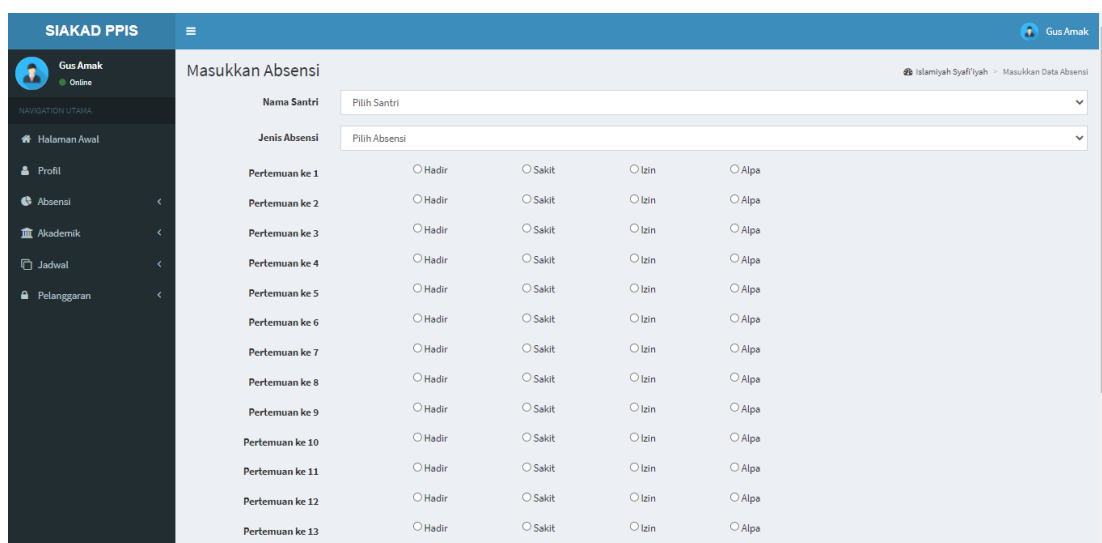 SIAKAD PPIS
Gus Amak
Gus Amak
Online
NAVIGATION UTAMA
Halaman Awal
Profil
Absensi
Akademik
Jadwal
Pelanggaran
Masukkan Absensi
Islamiyah Syafi'iyah > Masukkan Data Absensi
Nama Santri Pilih Santri
Jenis Absensi Pilih Absensi
Pertemuan ke 1 Hadir Sakit Izin Alpa
Pertemuan ke 2 Hadir Sakit Izin Alpa
Pertemuan ke 3 Hadir Sakit Izin Alpa
Pertemuan ke 4 Hadir Sakit Izin Alpa
Pertemuan ke 5 Hadir Sakit Izin Alpa
Pertemuan ke 6 Hadir Sakit Izin Alpa
Pertemuan ke 7 Hadir Sakit Izin Alpa
Pertemuan ke 8 Hadir Sakit Izin Alpa
Pertemuan ke 9 Hadir Sakit Izin Alpa
Pertemuan ke 10 Hadir Sakit Izin Alpa
Pertemuan ke 11 Hadir Sakit Izin Alpa
Pertemuan ke 12 Hadir Sakit Izin Alpa
Pertemuan ke 13 Hadir Sakit Izin Alpa